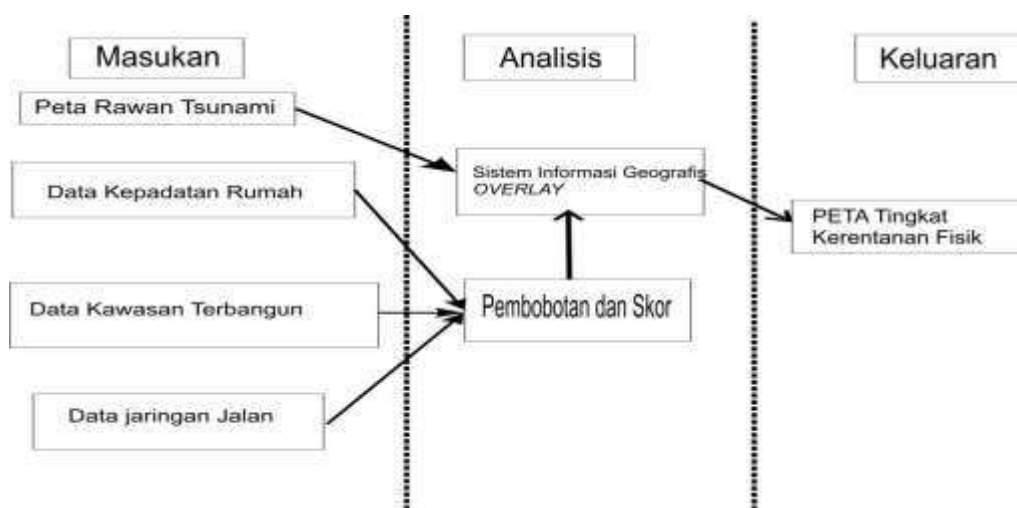 Masukan
Analisis
Keluaran
Peta Rawan Tsunami
Data Kepadatan Rumah
Data Kawasan Terbangun
Data jaringan Jalan
Sistem Informasi Geografis
OVERLAY
Pembobotan dan Skor
PETA Tingkat
Kerentanan Fisik